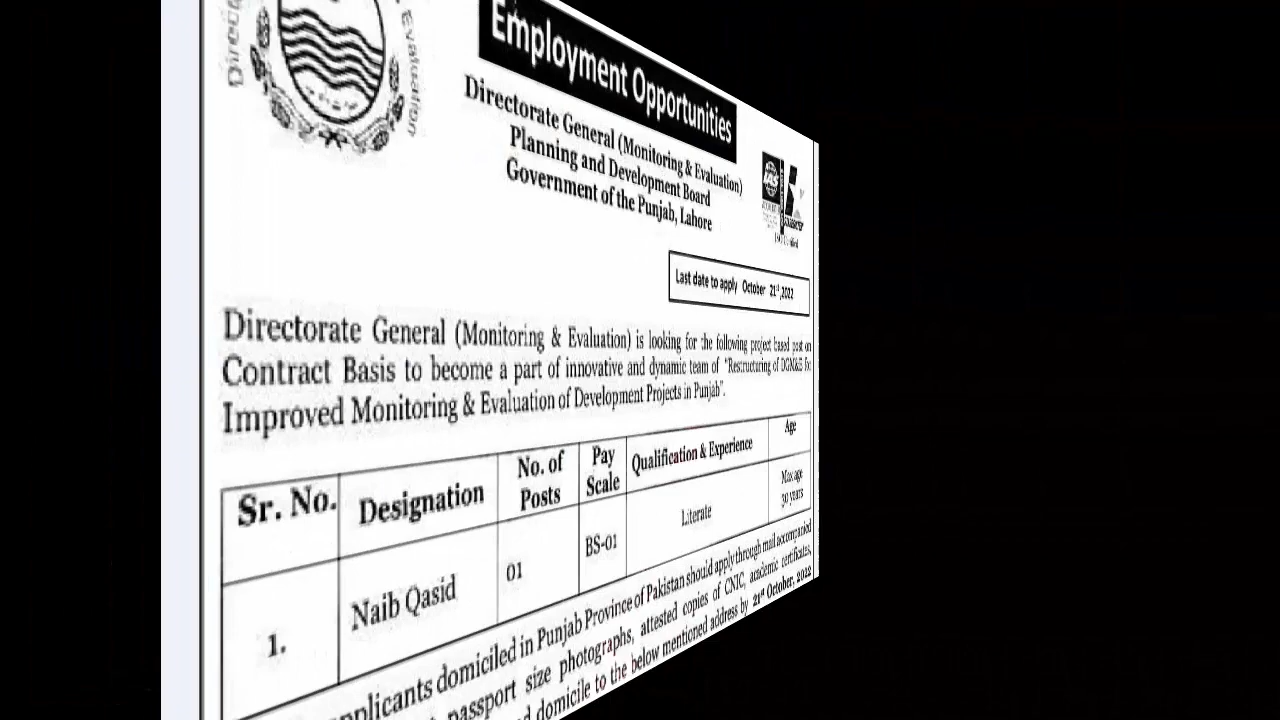 Employment Opportunities
Directorate General (Monitoring & Evaluation)
Planning and Development Board
Government of the Punjab, Lahore
Evaluation
Last date to apply October 21st, 2022
Directorate General (Monitoring & Evaluation) is looking for the following project based post on
Contract Basis to become a part of innovative and dynamic team of "Restructuring of DGM&E for
Improved Monitoring & Evaluation of Development Projects in Punjab".
Sr. No. Designation No. of Posts Pay Scale Qualification & Experience Age
1. Naib Qasid 01 BS-01 Literate Max age 30 years
domiciled in Punjab Province of Pakistan should apply through mail accompanied
passport size photographs, attested copies of CNIC, academic certificates,
domicile to the below mentioned address by 21st October, 2022